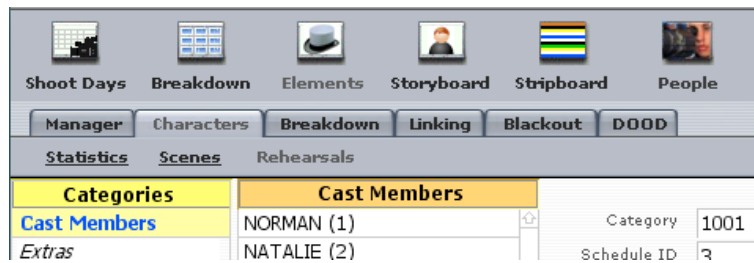 Shoot Days Breakdown Elements Storyboard Stripboard People
Manager Characters Breakdown Linking Blackout DOOD
Statistics Scenes Rehearsals
Categories Cast Members
Cast Members NORMAN (1) Category 1001
Extras NATALIE (2) Schedule ID 3